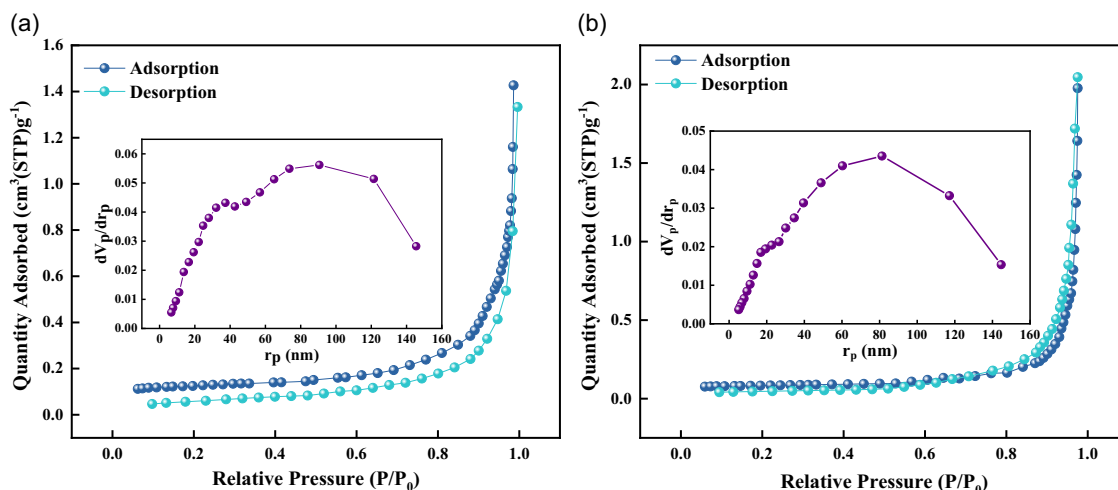 (a)
Quantity Adsorbed (cm³(STP)g⁻¹)
1.6
1.4
1.2
1.0
0.8
0.6
0.4
0.2
0.0
Adsorption
Desorption
dVp/drp
0.06
0.05
0.04
0.03
0.02
0.01
0.00
0 20 40 60 80 100 120 140 160
rp (nm)
0.0 0.2 0.4 0.6 0.8 1.0
Relative Pressure (P/P₀)
(b)
Quantity Adsorbed (cm³(STP)g⁻¹)
2.0
1.5
1.0
0.5
0.0
Adsorption
Desorption
dVp/drp
0.05
0.04
0.03
0.02
0.01
0.00
0 20 40 60 80 100 120 140 160
rp (nm)
0.0 0.2 0.4 0.6 0.8 1.0
Relative Pressure (P/P₀)